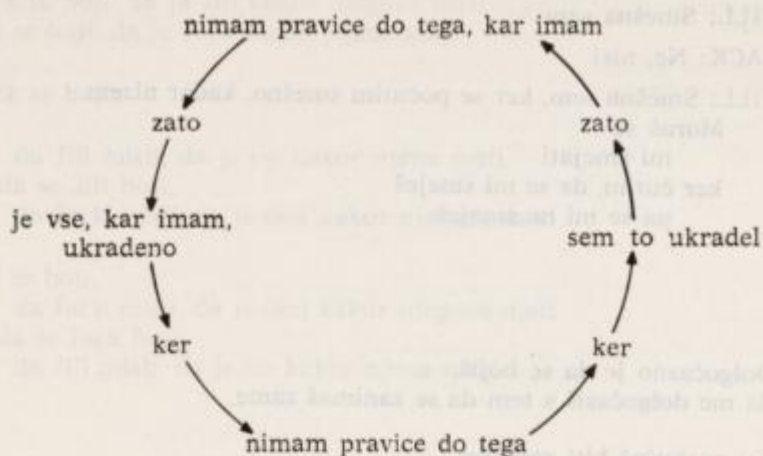 nimam pravice do tega, kar imam
zato
zato
je vse, kar imam,
ukradeno
sem to ukradel
ker
ker
nimam pravice do tega